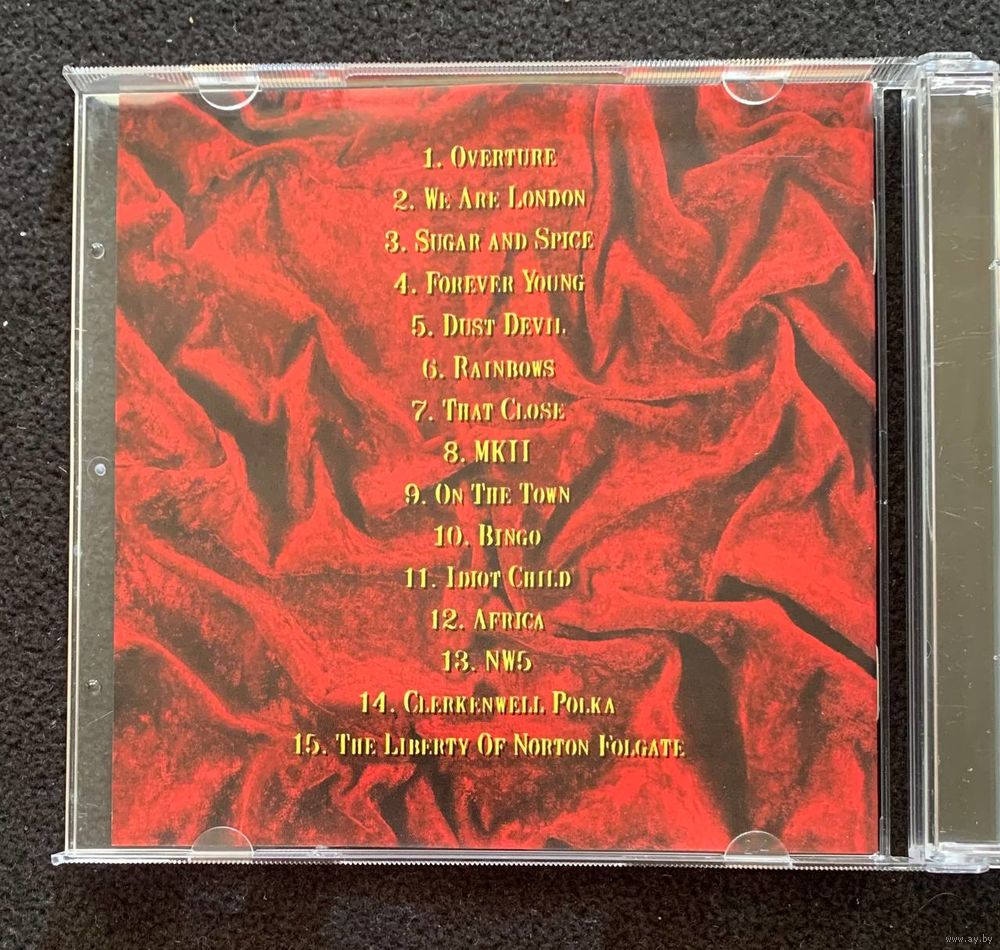 1. Overture
2. We Are London
3. Sugar and Spice
4. Forever Young
5. Dust Devil
6. Rainbows
7. That Close
8. MKII
9. On The Town
10. Bingo
11. Idiot Child
12. Africa
13. NW5
14. Clerkenwell Polka
15. The Liberty Of Norton Folgate
www.ay.by